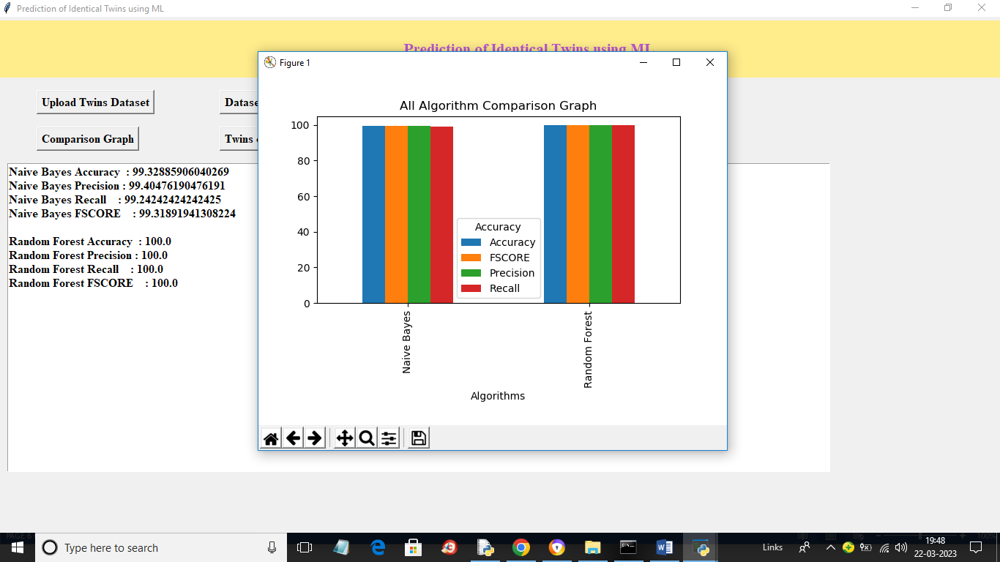 Prediction of Identical Twins using ML
Prediction of Identical Twins using ML
Figure 1
Upload Twins Dataset
Comparison Graph
Twins
Naive Bayes Accuracy : 99.32885906040269
Naive Bayes Precision : 99.40476190476191
Naive Bayes Recall : 99.24242424242425
Naive Bayes FSCORE : 99.31891941308224
Random Forest Accuracy : 100.0
Random Forest Precision : 100.0
Random Forest Recall : 100.0
Random Forest FSCORE : 100.0
All Algorithm Comparison Graph
100
80
60
40
20
0
Accuracy
Accuracy
FSCORE
Precision
Recall
Naive Bayes
Random Forest
Algorithms
Type here to search
Links
19:48
22-03-2023
100%